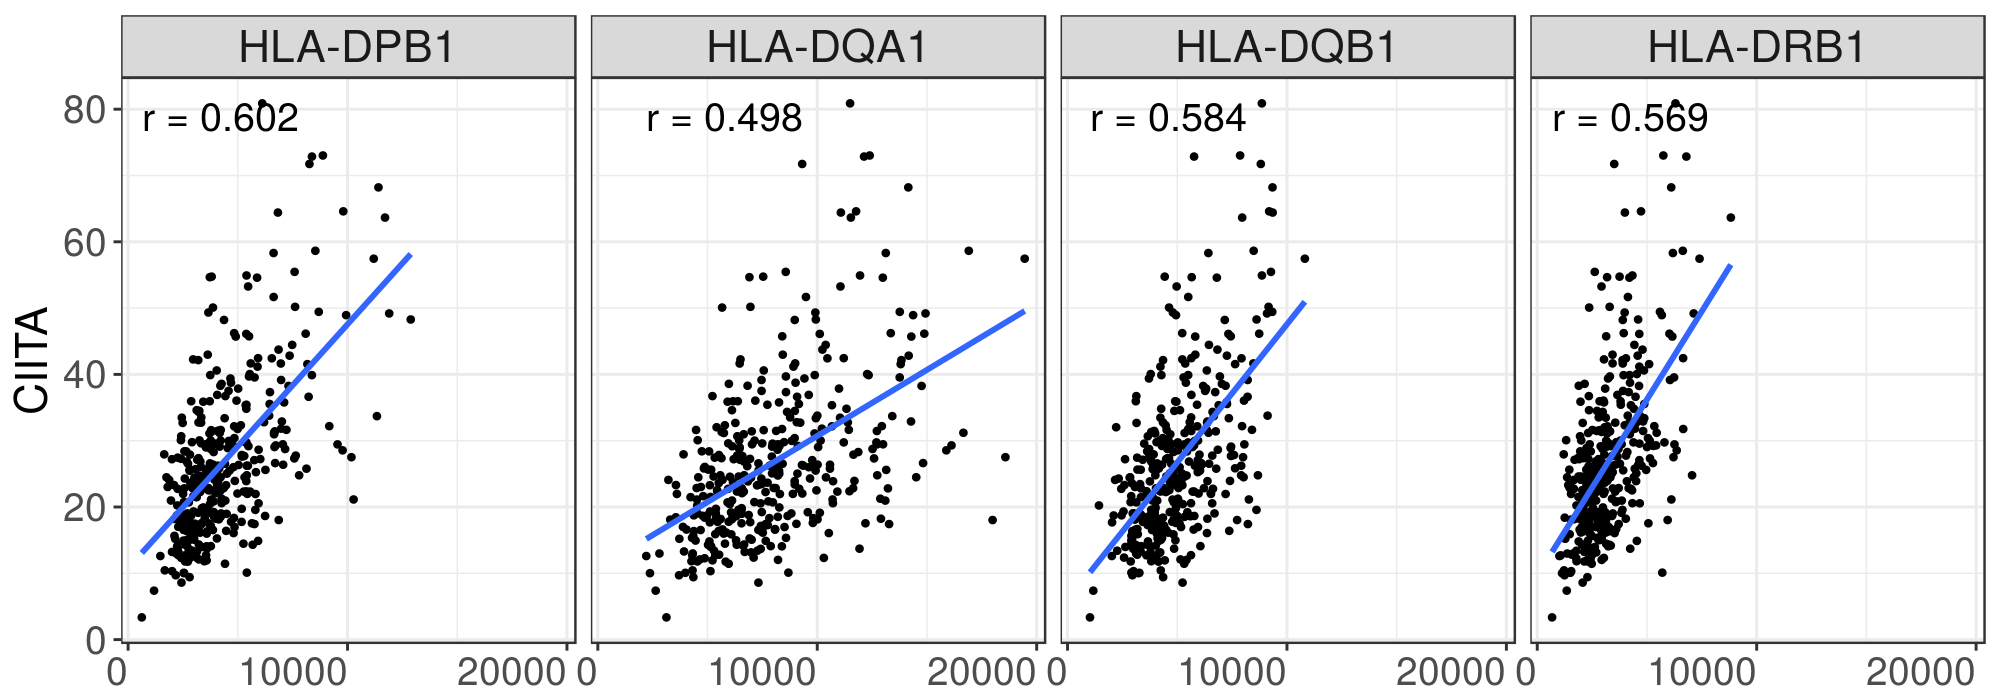 HLA-DPB1 HLA-DQA1 HLA-DQB1 HLA-DRB1
r = 0.602 r = 0.498 r = 0.584 r = 0.569
CIITA
80
60
40
20
0
0 10000 20000 0 10000 20000 0 10000 20000 0 10000 20000